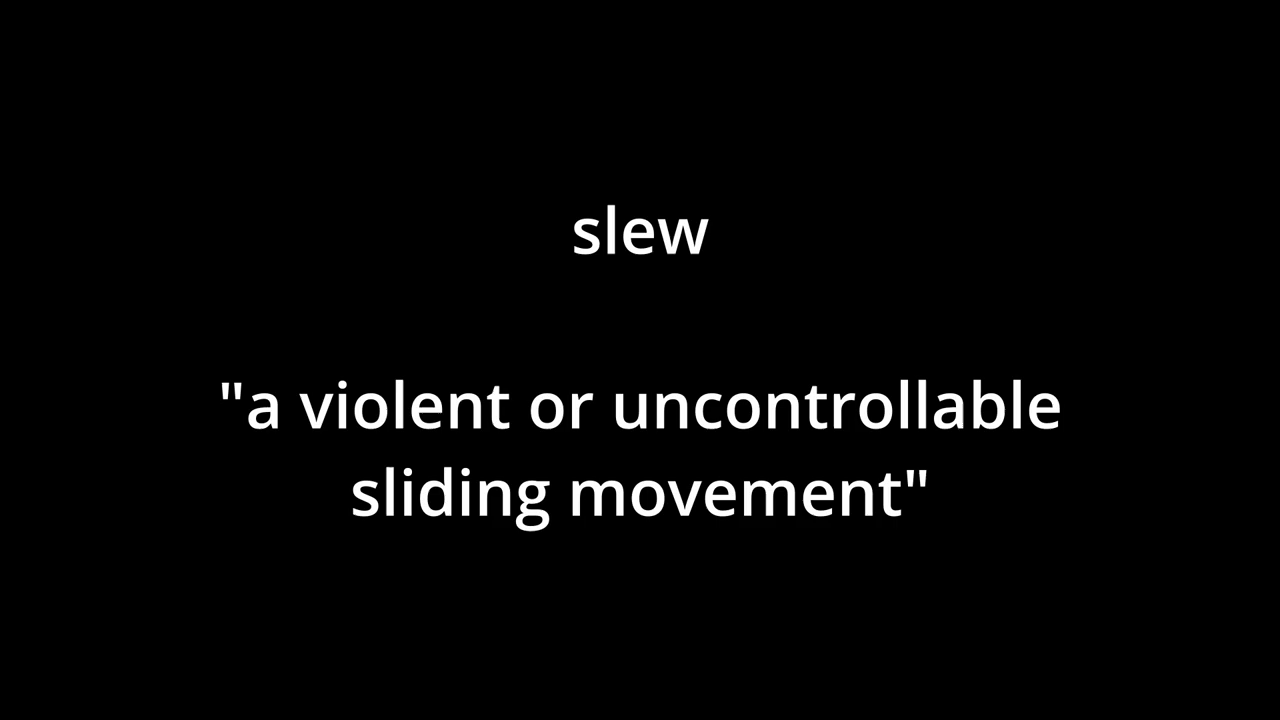 slew
"a violent or uncontrollable
sliding movement"